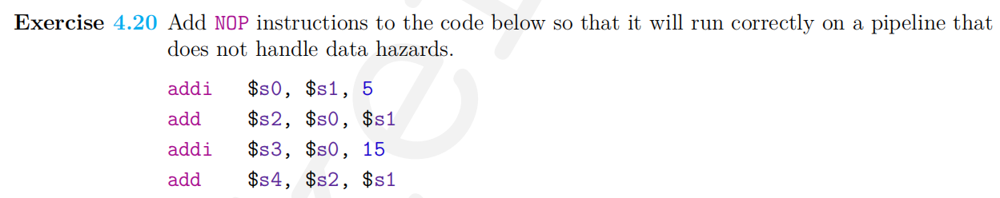 Exercise 4.20 Add NOP instructions to the code below so that it will run correctly on a pipeline that
does not handle data hazards.
addi $s0, $s1, 5
add $s2, $s0, $s1
addi $s3, $s0, 15
add $s4, $s2, $s1